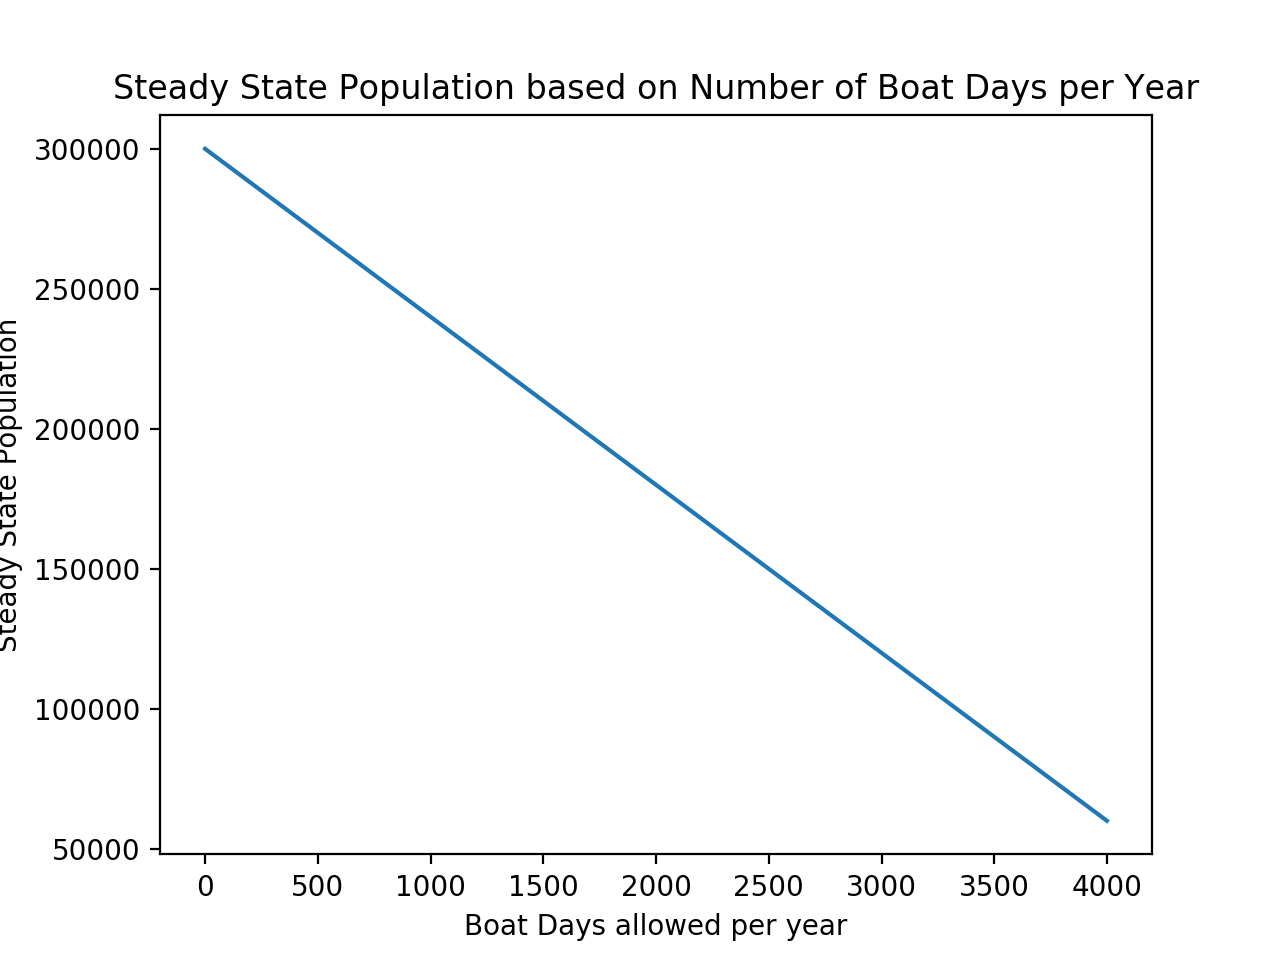 Steady State Population based on Number of Boat Days per Year
300000
250000
200000
150000
100000
50000
Steady State Population
0 500 1000 1500 2000 2500 3000 3500 4000
Boat Days allowed per year